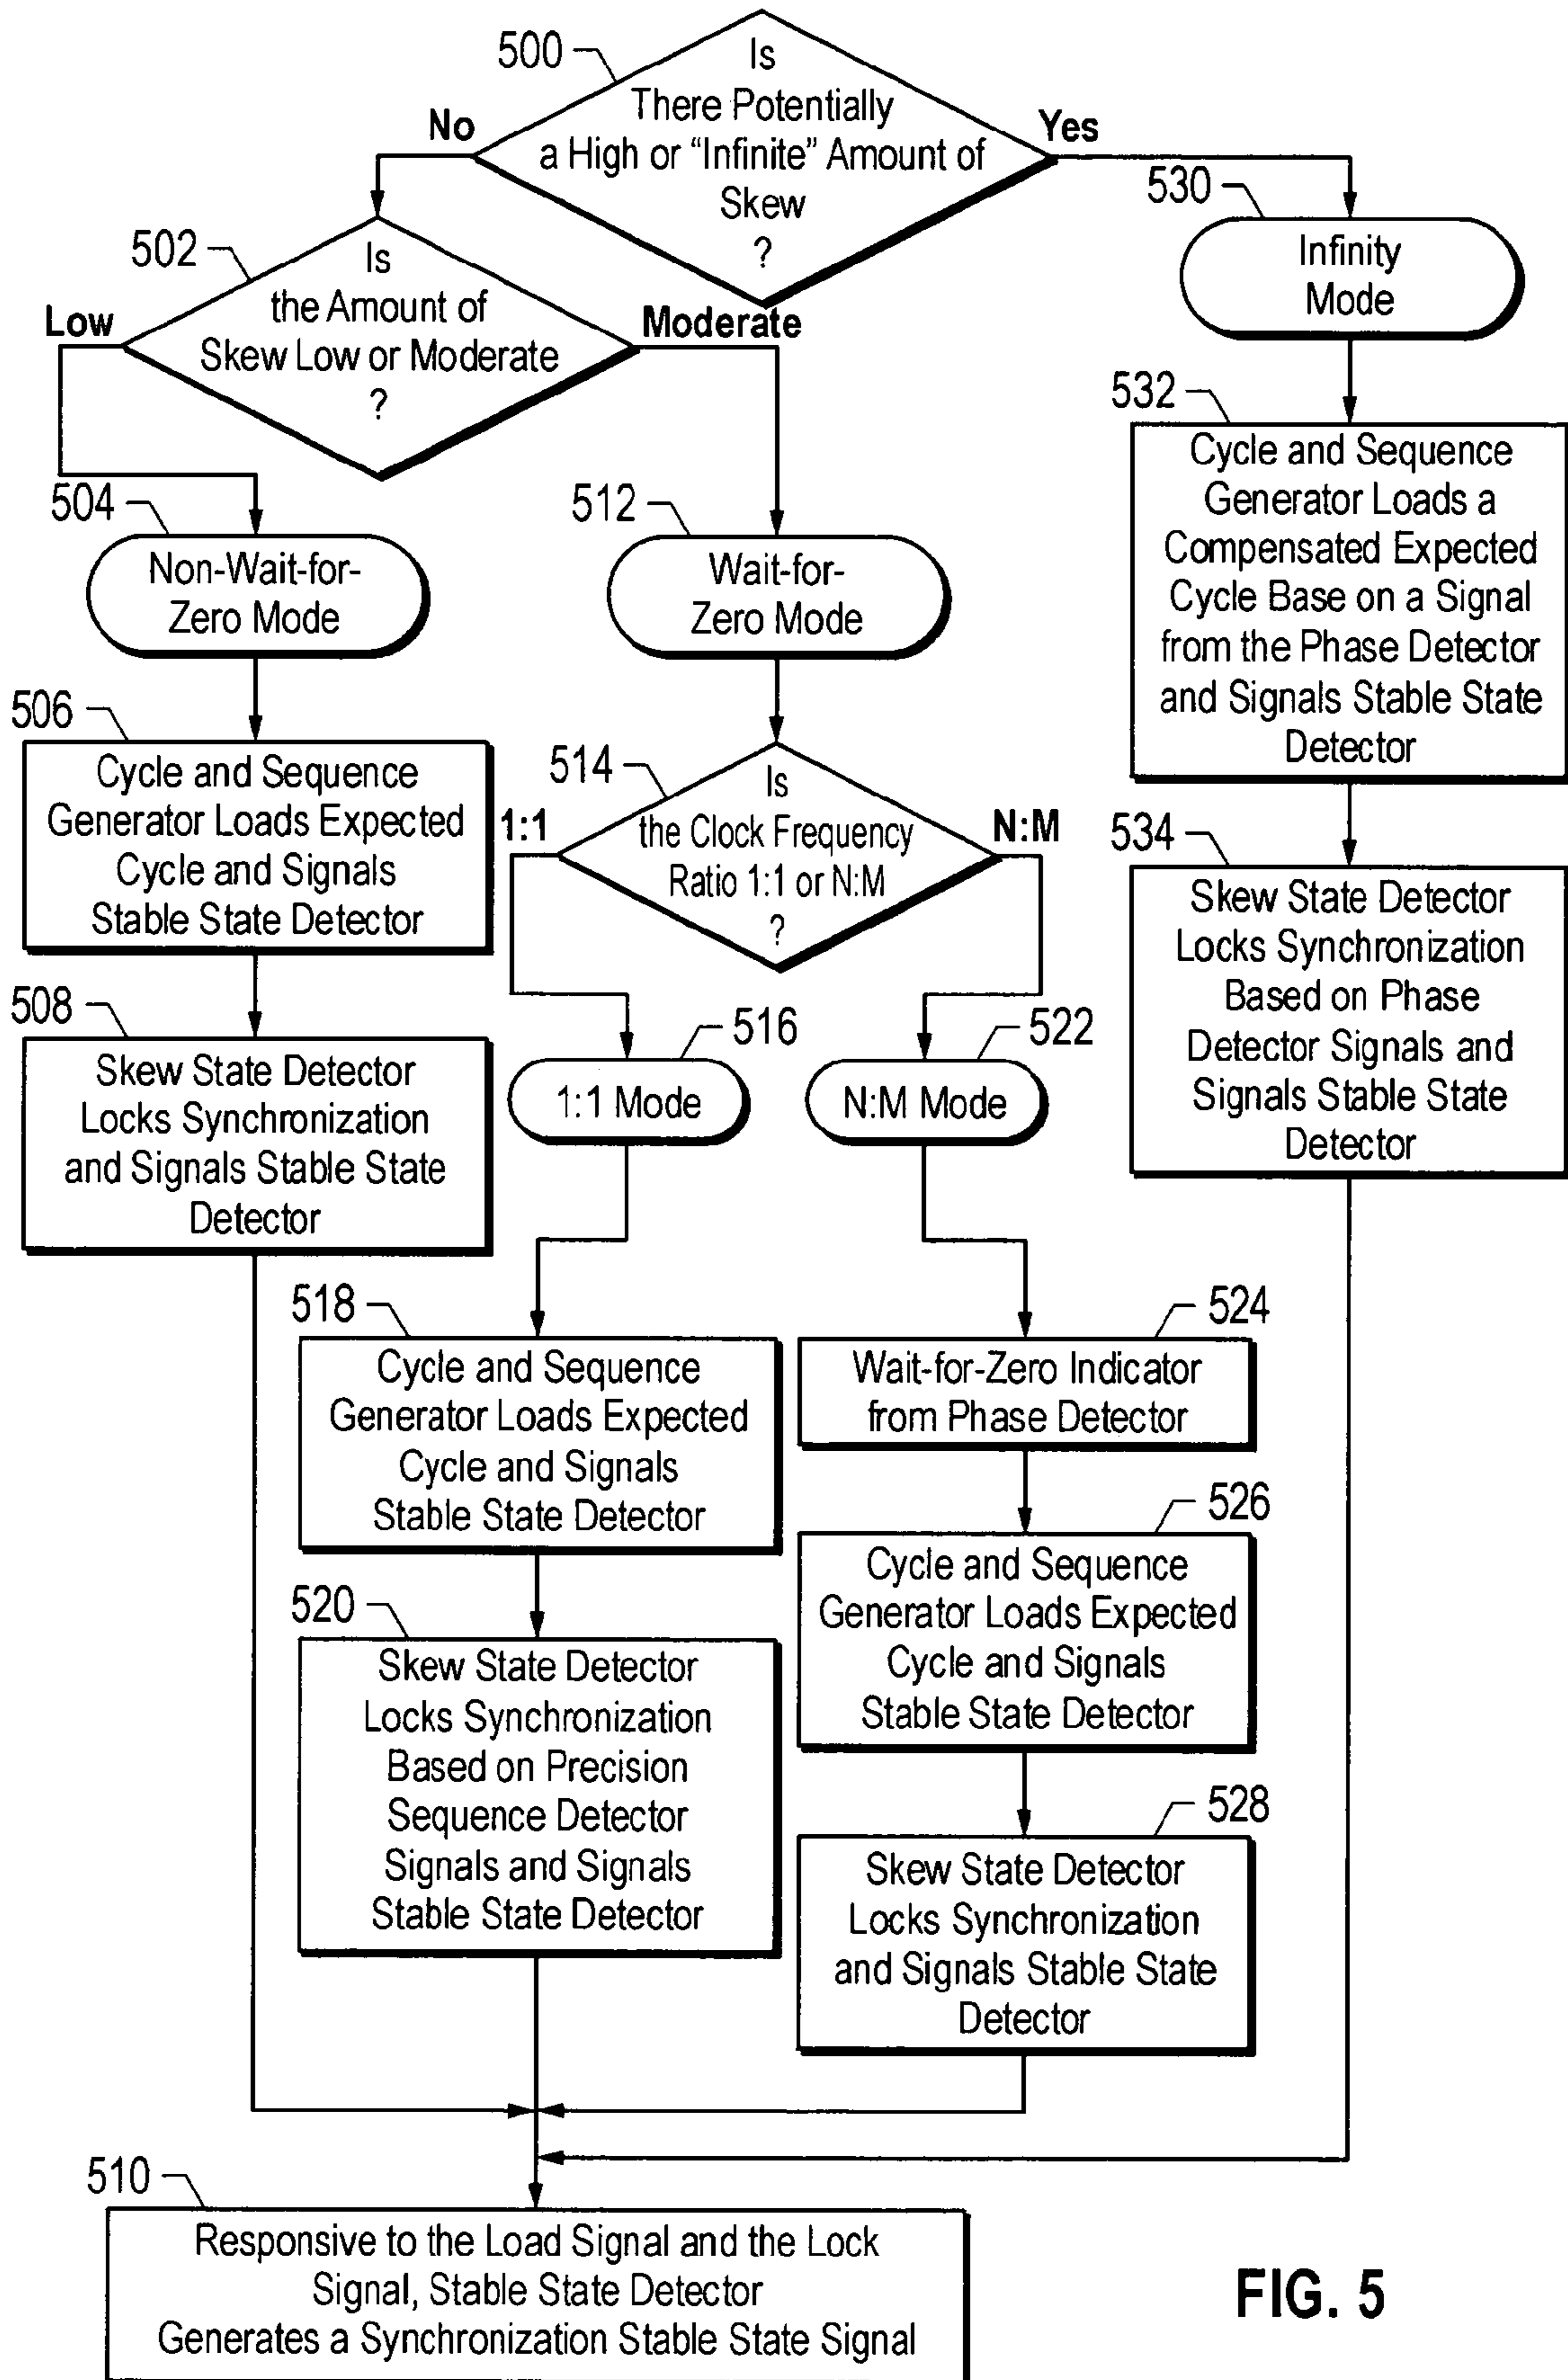 500
Is
There Potentially
a High or “Infinite” Amount of
Skew
?
No
Yes
502
Is
the Amount of
Skew Low or Moderate
?
Low
Moderate
530
Infinity
Mode
504
Non-Wait-for-
Zero Mode
512
Wait-for-
Zero Mode
532
Cycle and Sequence
Generator Loads a
Compensated Expected
Cycle Base on a Signal
from the Phase Detector
and Signals Stable State
Detector
506
Cycle and Sequence
Generator Loads Expected
Cycle and Signals
Stable State Detector
514
Is
the Clock Frequency
Ratio 1:1 or N:M
?
1:1
N:M
534
Skew State Detector
Locks Synchronization
Based on Phase
Detector Signals and
Signals Stable State
Detector
508
Skew State Detector
Locks Synchronization
and Signals Stable State
Detector
516
1:1 Mode
522
N:M Mode
518
Cycle and Sequence
Generator Loads Expected
Cycle and Signals
Stable State Detector
524
Wait-for-Zero Indicator
from Phase Detector
520
Skew State Detector
Locks Synchronization
Based on Precision
Sequence Detector
Signals and Signals
Stable State Detector
526
Cycle and Sequence
Generator Loads Expected
Cycle and Signals
Stable State Detector
528
Skew State Detector
Locks Synchronization
and Signals Stable State
Detector
510
Responsive to the Load Signal and the Lock
Signal, Stable State Detector
Generates a Synchronization Stable State Signal
FIG. 5